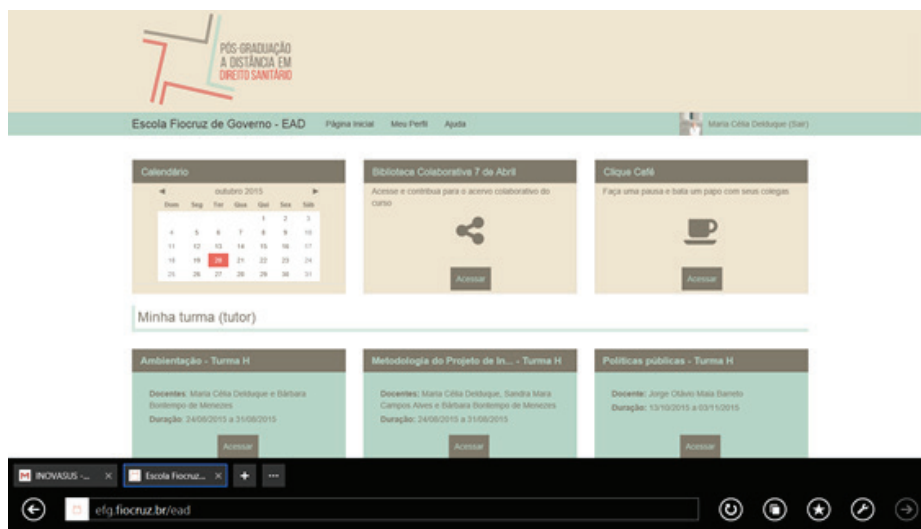 PÓS-GRADUAÇÃO
A DISTÂNCIA EM
DIREITO SANITÁRIO
Escola Fiocruz de Governo - EAD Página Inicial Meu Perfil Ajuda Maria Célia Delduque (Sair)
Calendário
outubro 2015
Dom Seg Ter Qua Qui Sex Sáb
1 2 3
4 5 6 7 8 9 10
11 12 13 14 15 16 17
18 19 20 21 22 23 24
25 26 27 28 29 30 31
Biblioteca Colaborativa 7 de Abril
Acesse e contribua para o acervo colaborativo do
curso
Acessar
Clique Café
Faça uma pausa e bata um papo com seus colegas
Acessar
Minha turma (tutor)
Ambientação - Turma H
Docentes: Maria Célia Delduque e Bárbara
Bontempo de Menezes
Duração: 24/08/2015 a 31/08/2015
Acessar
Metodologia do Projeto de In... - Turma H
Docentes: Maria Célia Delduque, Sandra Mara
Campos Alves e Bárbara Bontempo de Menezes
Duração: 24/08/2015 a 31/08/2015
Acessar
Políticas públicas - Turma H
Docente: Jorge Otávio Maia Barreto
Duração: 13/10/2015 a 03/11/2015
Acessar
INOVASUS -... Escola Fiocruz...
efg.fiocruz.br/ead